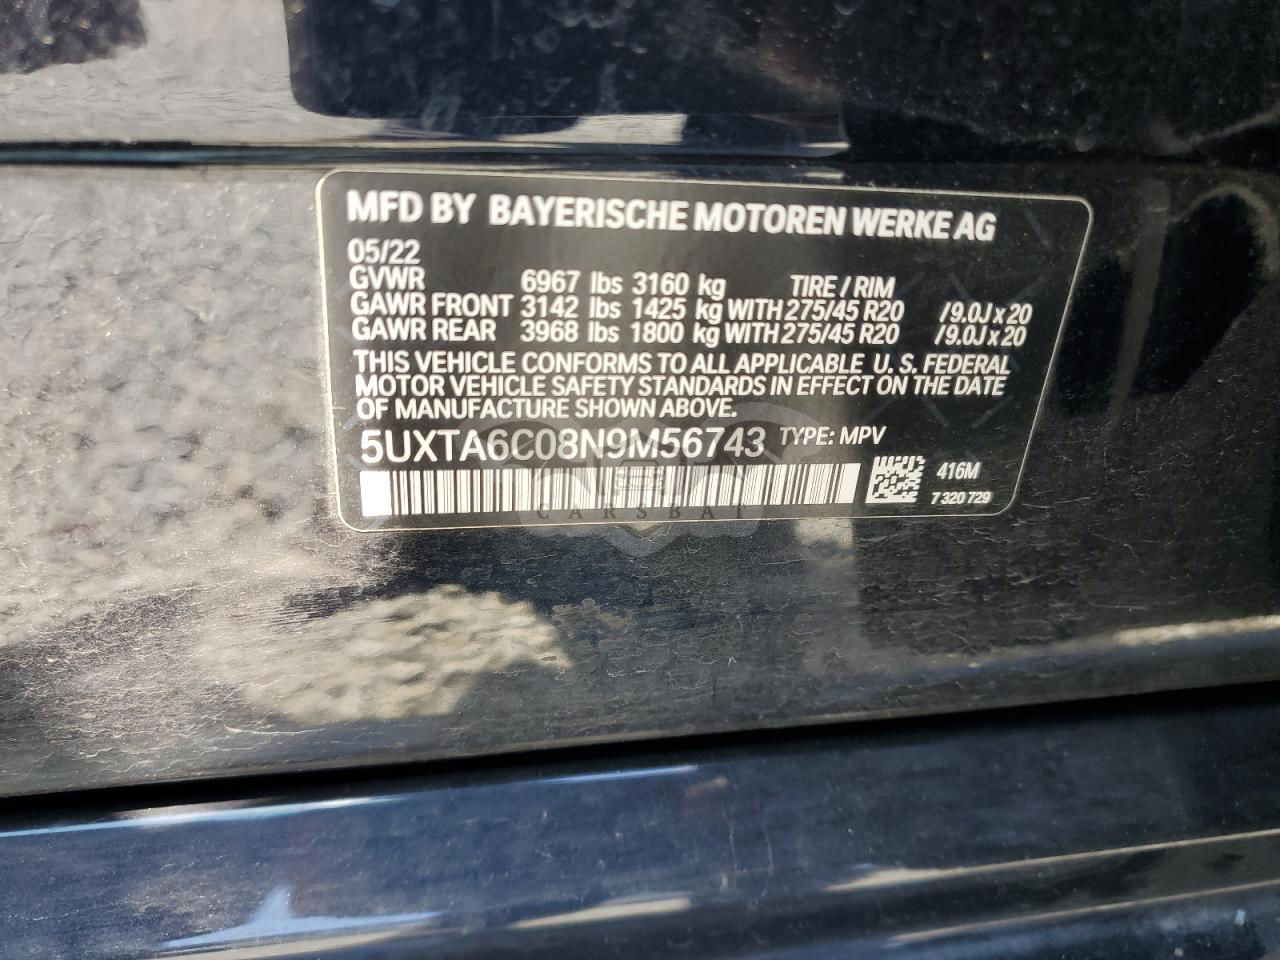 MFD BY BAYERISCHE MOTOREN WERKE AG
05/22
GVWR 6967 lbs 3160 kg TIRE / RIM
GAWR FRONT 3142 lbs 1425 kg WITH 275/45 R20 /9.0J x 20
GAWR REAR 3968 lbs 1800 kg WITH 275/45 R20 /9.0J x 20
THIS VEHICLE CONFORMS TO ALL APPLICABLE U. S. FEDERAL
MOTOR VEHICLE SAFETY STANDARDS IN EFFECT ON THE DATE
OF MANUFACTURE SHOWN ABOVE.
5UXTA6C08N9M56743 TYPE: MPV
416M
7 320 729
CARSBAT